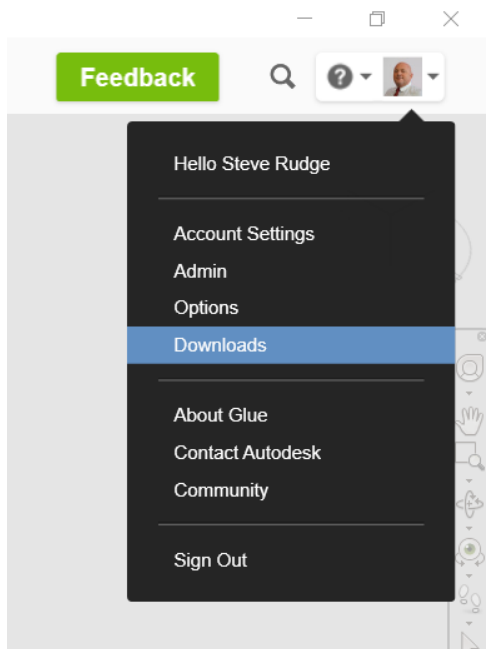 Feedback
Hello Steve Rudge
Account Settings
Admin
Options
Downloads
About Glue
Contact Autodesk
Community
Sign Out